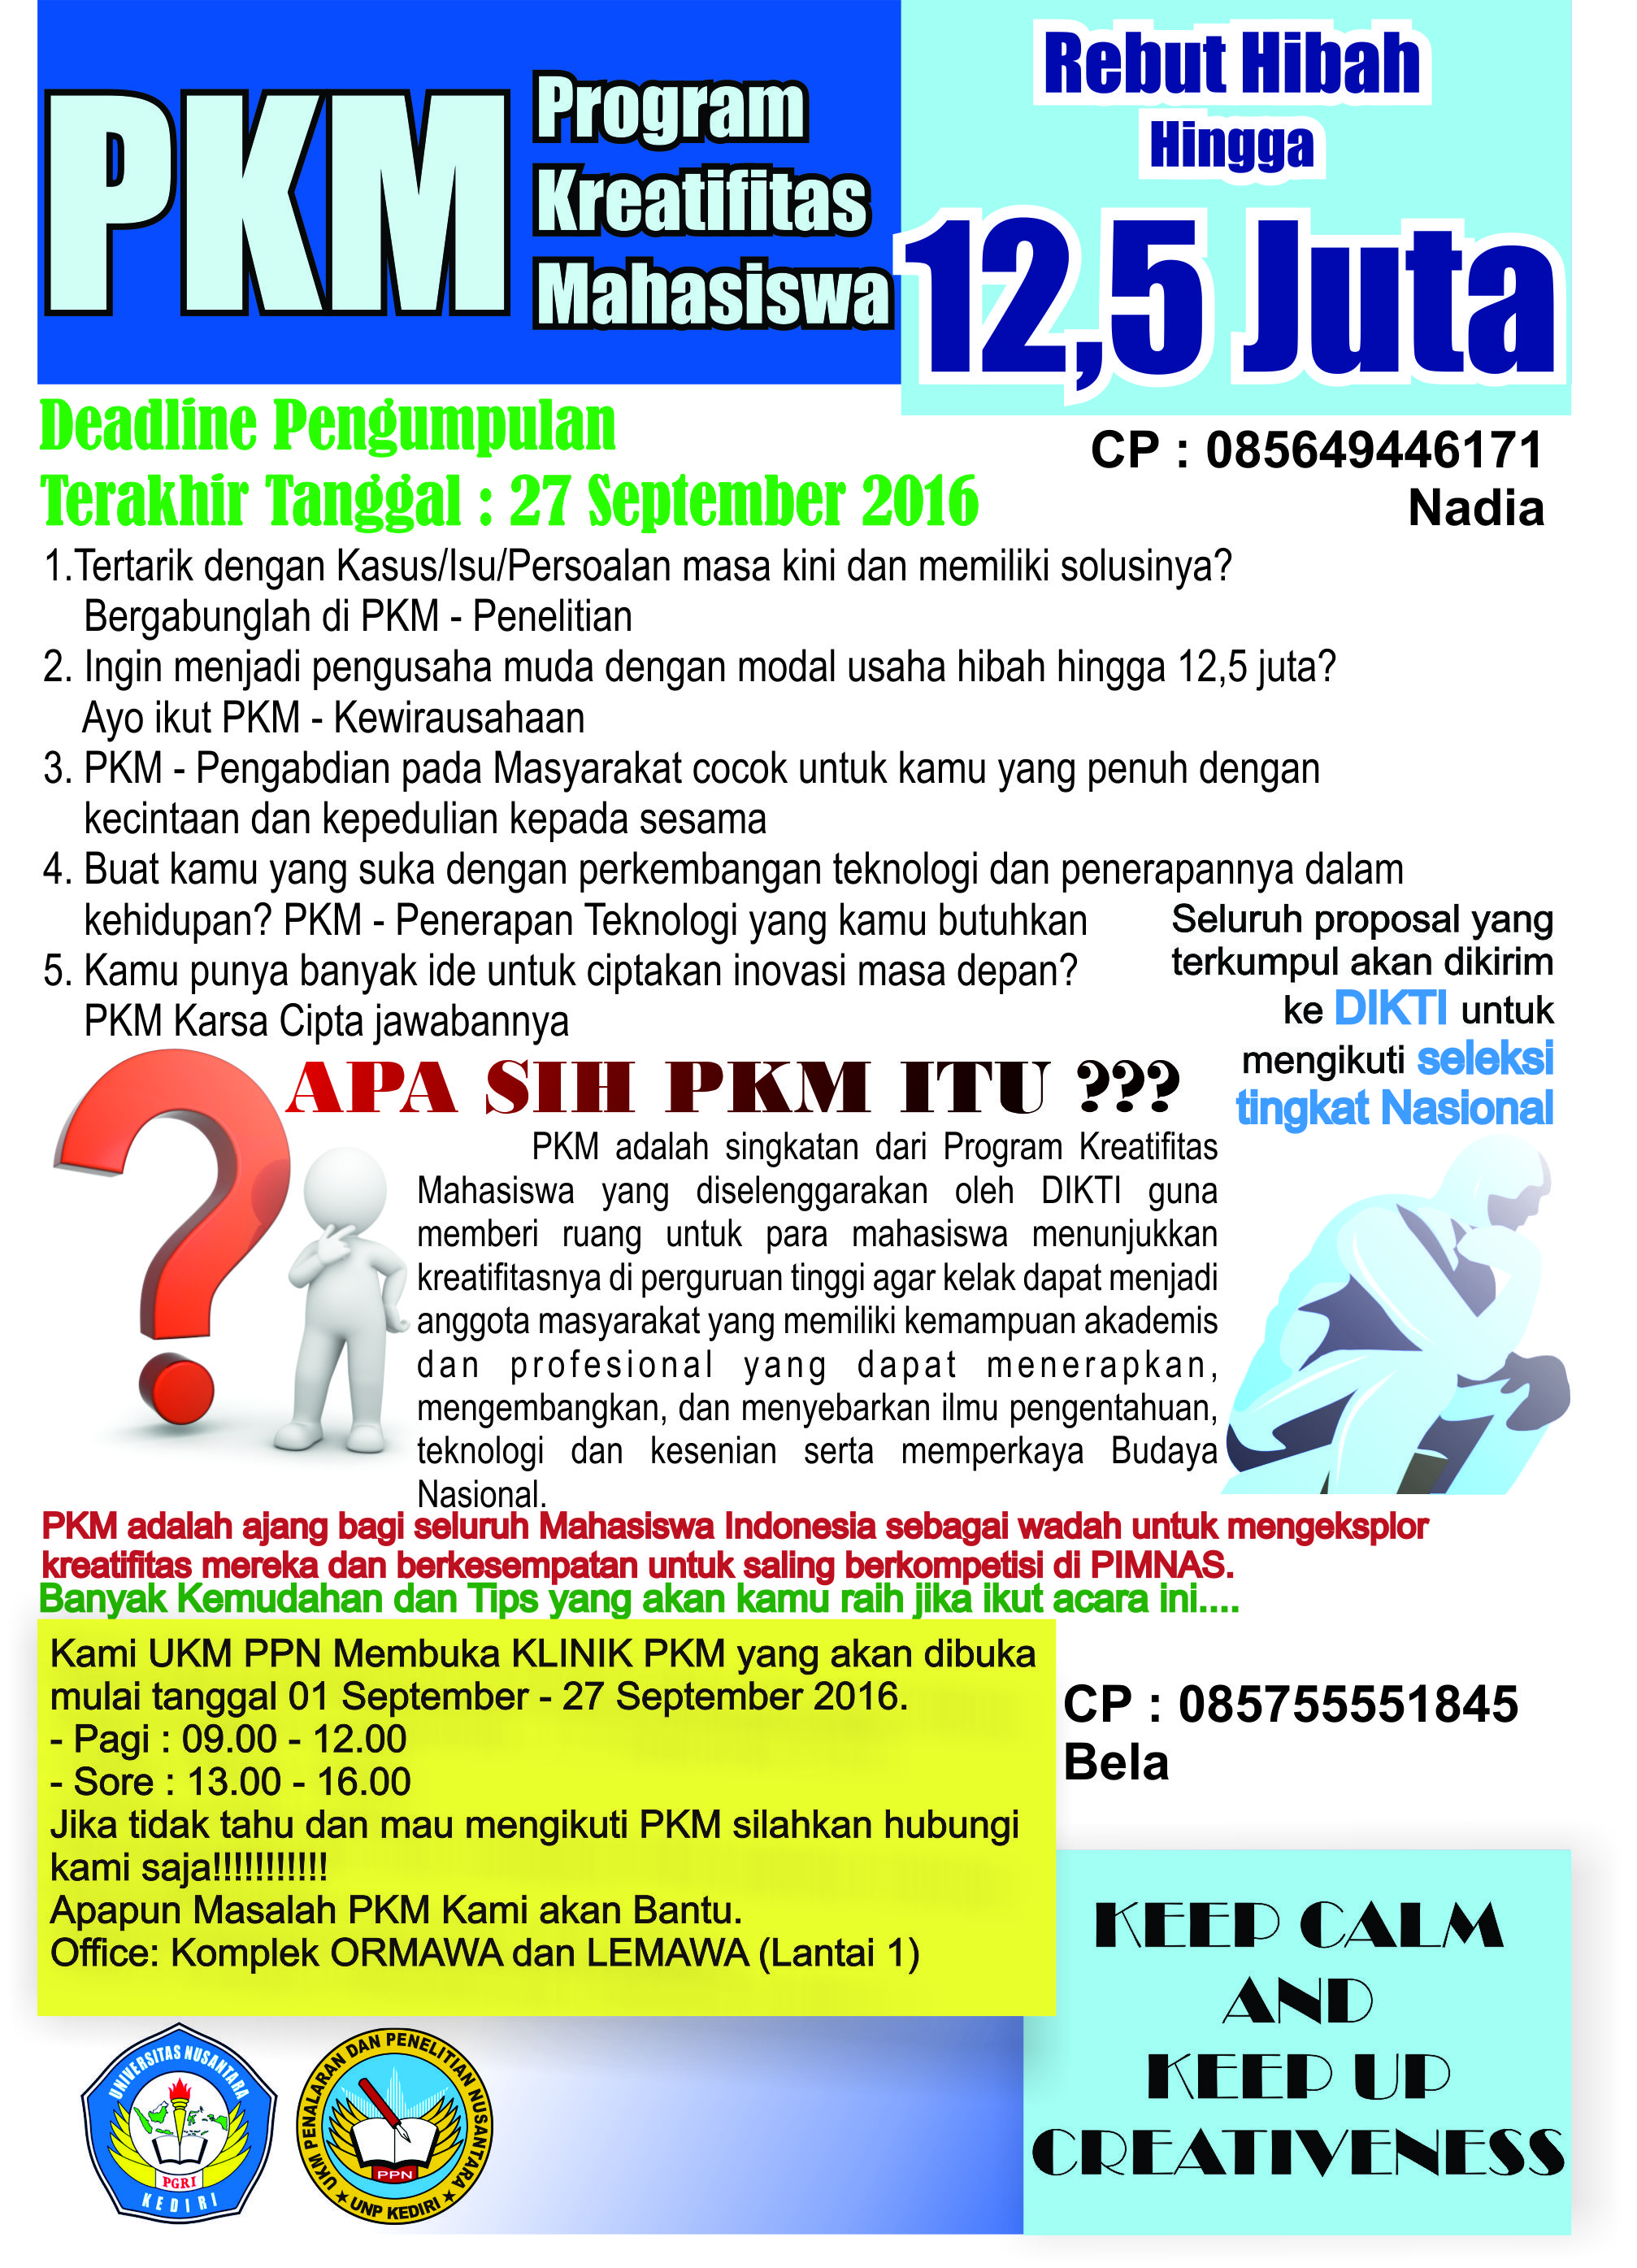 PKM
Program
Kreatifitas
Mahasiswa
Rebut Hibah
Hingga
12,5 Juta
Deadline Pengumpulan
Terakhir Tanggal : 27 September 2016
CP : 085649446171
Nadia
1.Tertarik dengan Kasus/Isu/Persoalan masa kini dan memiliki solusinya?
Bergabunglah di PKM - Penelitian
2. Ingin menjadi pengusaha muda dengan modal usaha hibah hingga 12,5 juta?
Ayo ikut PKM - Kewirausahaan
3. PKM - Pengabdian pada Masyarakat cocok untuk kamu yang penuh dengan
kecintaan dan kepedulian kepada sesama
4. Buat kamu yang suka dengan perkembangan teknologi dan penerapannya dalam
kehidupan? PKM - Penerapan Teknologi yang kamu butuhkan
5. Kamu punya banyak ide untuk ciptakan inovasi masa depan?
PKM Karsa Cipta jawabannya
Seluruh proposal yang
terkumpul akan dikirim
ke DIKTI untuk
mengikuti seleksi
tingkat Nasional
APA SIH PKM ITU ???
PKM adalah singkatan dari Program Kreatifitas
Mahasiswa yang diselenggarakan oleh DIKTI guna
memberi ruang untuk para mahasiswa menunjukkan
kreatifitasnya di perguruan tinggi agar kelak dapat menjadi
anggota masyarakat yang memiliki kemampuan akademis
dan profesional yang dapat menerapkan,
mengembangkan, dan menyebarkan ilmu pengentahuan,
teknologi dan kesenian serta memperkaya Budaya
Nasional.
PKM adalah ajang bagi seluruh Mahasiswa Indonesia sebagai wadah untuk mengeksplor
kreatifitas mereka dan berkesempatan untuk saling berkompetisi di PIMNAS.
Banyak Kemudahan dan Tips yang akan kamu raih jika ikut acara ini....
Kami UKM PPN Membuka KLINIK PKM yang akan dibuka
mulai tanggal 01 September - 27 September 2016.
- Pagi : 09.00 - 12.00
- Sore : 13.00 - 16.00
Jika tidak tahu dan mau mengikuti PKM silahkan hubungi
kami saja!!!!!!!!!!!
Apapun Masalah PKM Kami akan Bantu.
Office: Komplek ORMAWA dan LEMAWA (Lantai 1)
CP : 085755551845
Bela
KEEP CALM
AND
KEEP UP
CREATIVENESS
UNIVERSITAS NUSANTARA
PGRI
KEDIRI
UKM PENALARAN DAN PENELITIAN NUSANTARA
PPN
★ UNP KEDIRI ★